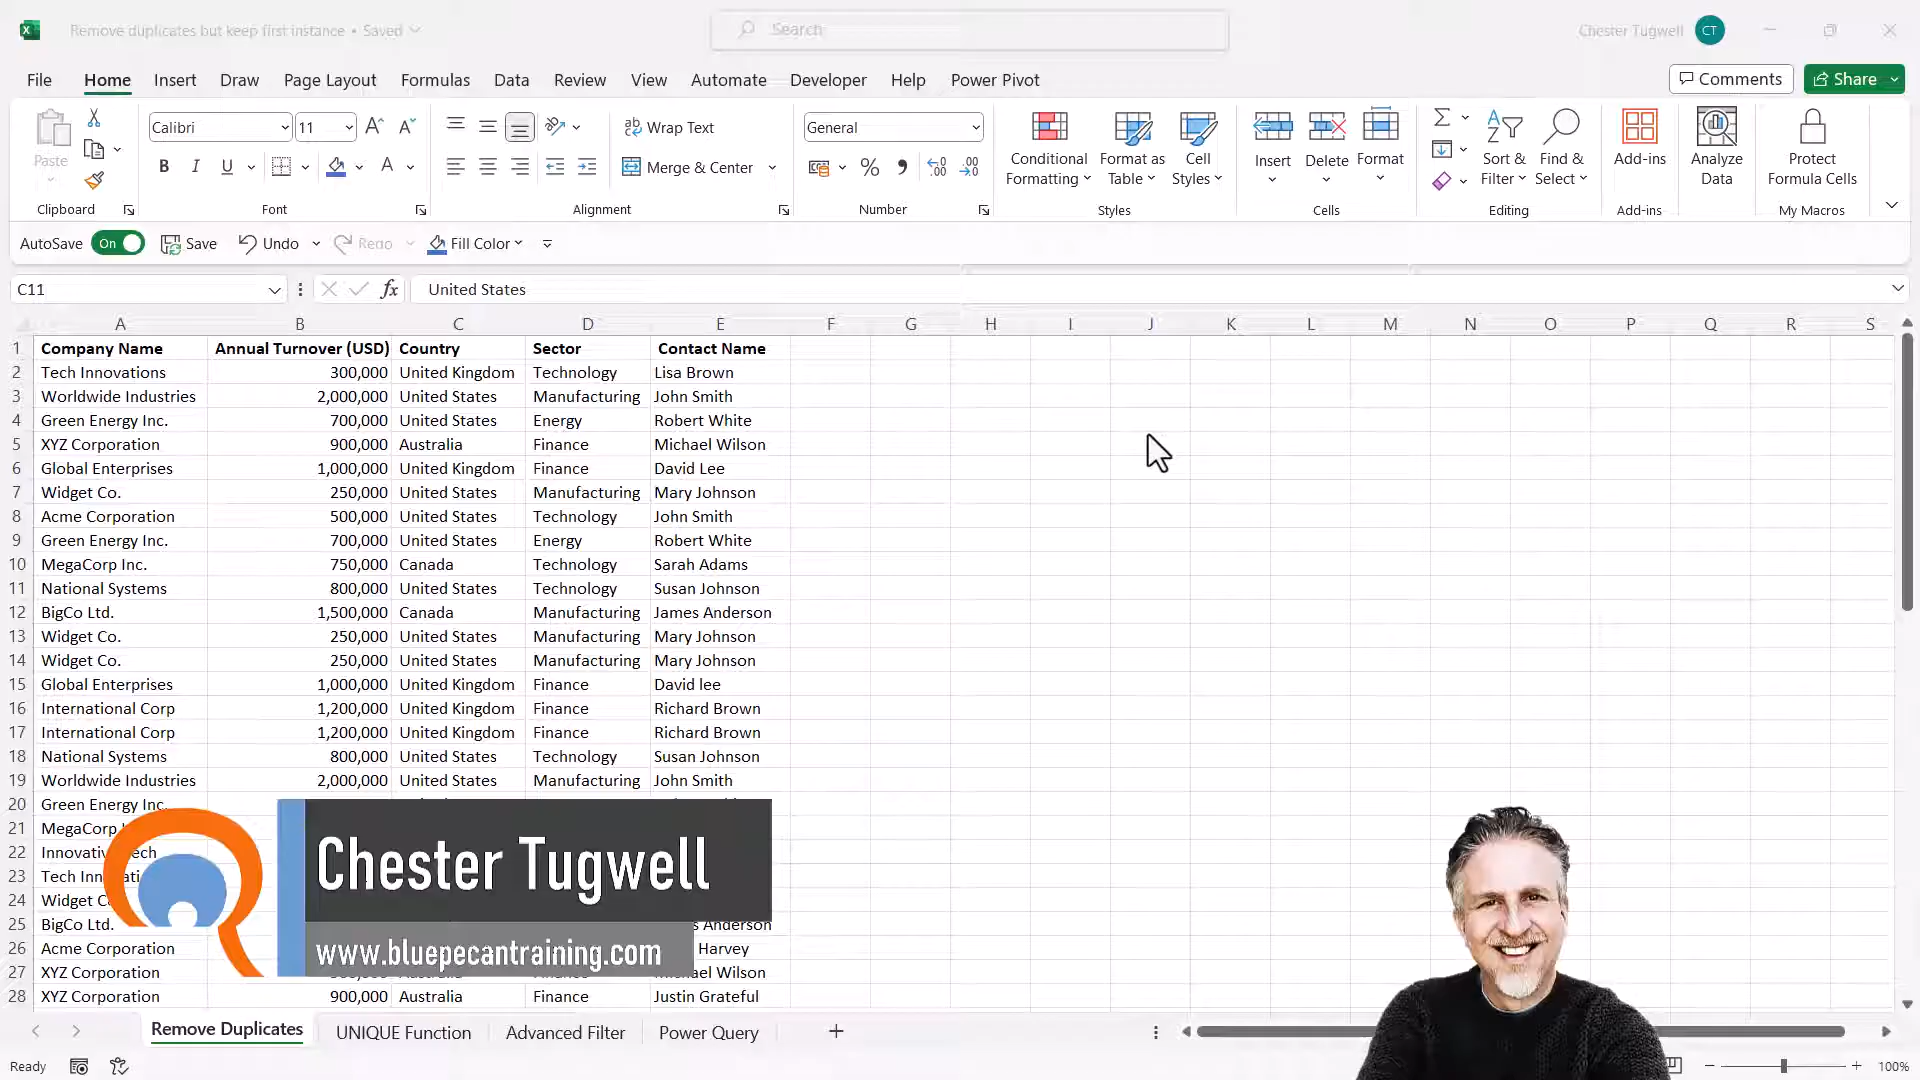 Remove duplicates but keep first instance • Saved
Search
Chester Tugwell CT
File Home Insert Draw Page Layout Formulas Data Review View Automate Developer Help Power Pivot
Comments Share
Paste
Calibri 11
Wrap Text
General
B I U
Merge & Center
Conditional Formatting
Format as Table
Cell Styles
Insert Delete Format
Sort & Filter
Find & Select
Add-ins
Analyze Data
Protect Formula Cells
Clipboard Font Alignment Number Styles Cells Editing Add-ins My Macros
AutoSave On Save Undo Redo Fill Color
C11 fx United States
A B C D E F G H I J K L M N O P Q R S
1 Company Name Annual Turnover (USD) Country Sector Contact Name
2 Tech Innovations 300,000 United Kingdom Technology Lisa Brown
3 Worldwide Industries 2,000,000 United States Manufacturing John Smith
4 Green Energy Inc. 700,000 United States Energy Robert White
5 XYZ Corporation 900,000 Australia Finance Michael Wilson
6 Global Enterprises 1,000,000 United Kingdom Finance David Lee
7 Widget Co. 250,000 United States Manufacturing Mary Johnson
8 Acme Corporation 500,000 United States Technology John Smith
9 Green Energy Inc. 700,000 United States Energy Robert White
10 MegaCorp Inc. 750,000 Canada Technology Sarah Adams
11 National Systems 800,000 United States Technology Susan Johnson
12 BigCo Ltd. 1,500,000 Canada Manufacturing James Anderson
13 Widget Co. 250,000 United States Manufacturing Mary Johnson
14 Widget Co. 250,000 United States Manufacturing Mary Johnson
15 Global Enterprises 1,000,000 United Kingdom Finance David lee
16 International Corp 1,200,000 United Kingdom Finance Richard Brown
17 International Corp 1,200,000 United Kingdom Finance Richard Brown
18 National Systems 800,000 United States Technology Susan Johnson
19 Worldwide Industries 2,000,000 United States Manufacturing John Smith
20 Green Energy Inc.
21 MegaCorp
22
23 Tech
24 Widget
25 BigCo Ltd. Anderson
26 Acme Corporation Harvey
27 XYZ Corporation Wilson
28 XYZ Corporation 900,000 Australia Finance Justin Grateful
Chester Tugwell
www.bluepecantraining.com
Remove Duplicates UNIQUE Function Advanced Filter Power Query
Ready 100%